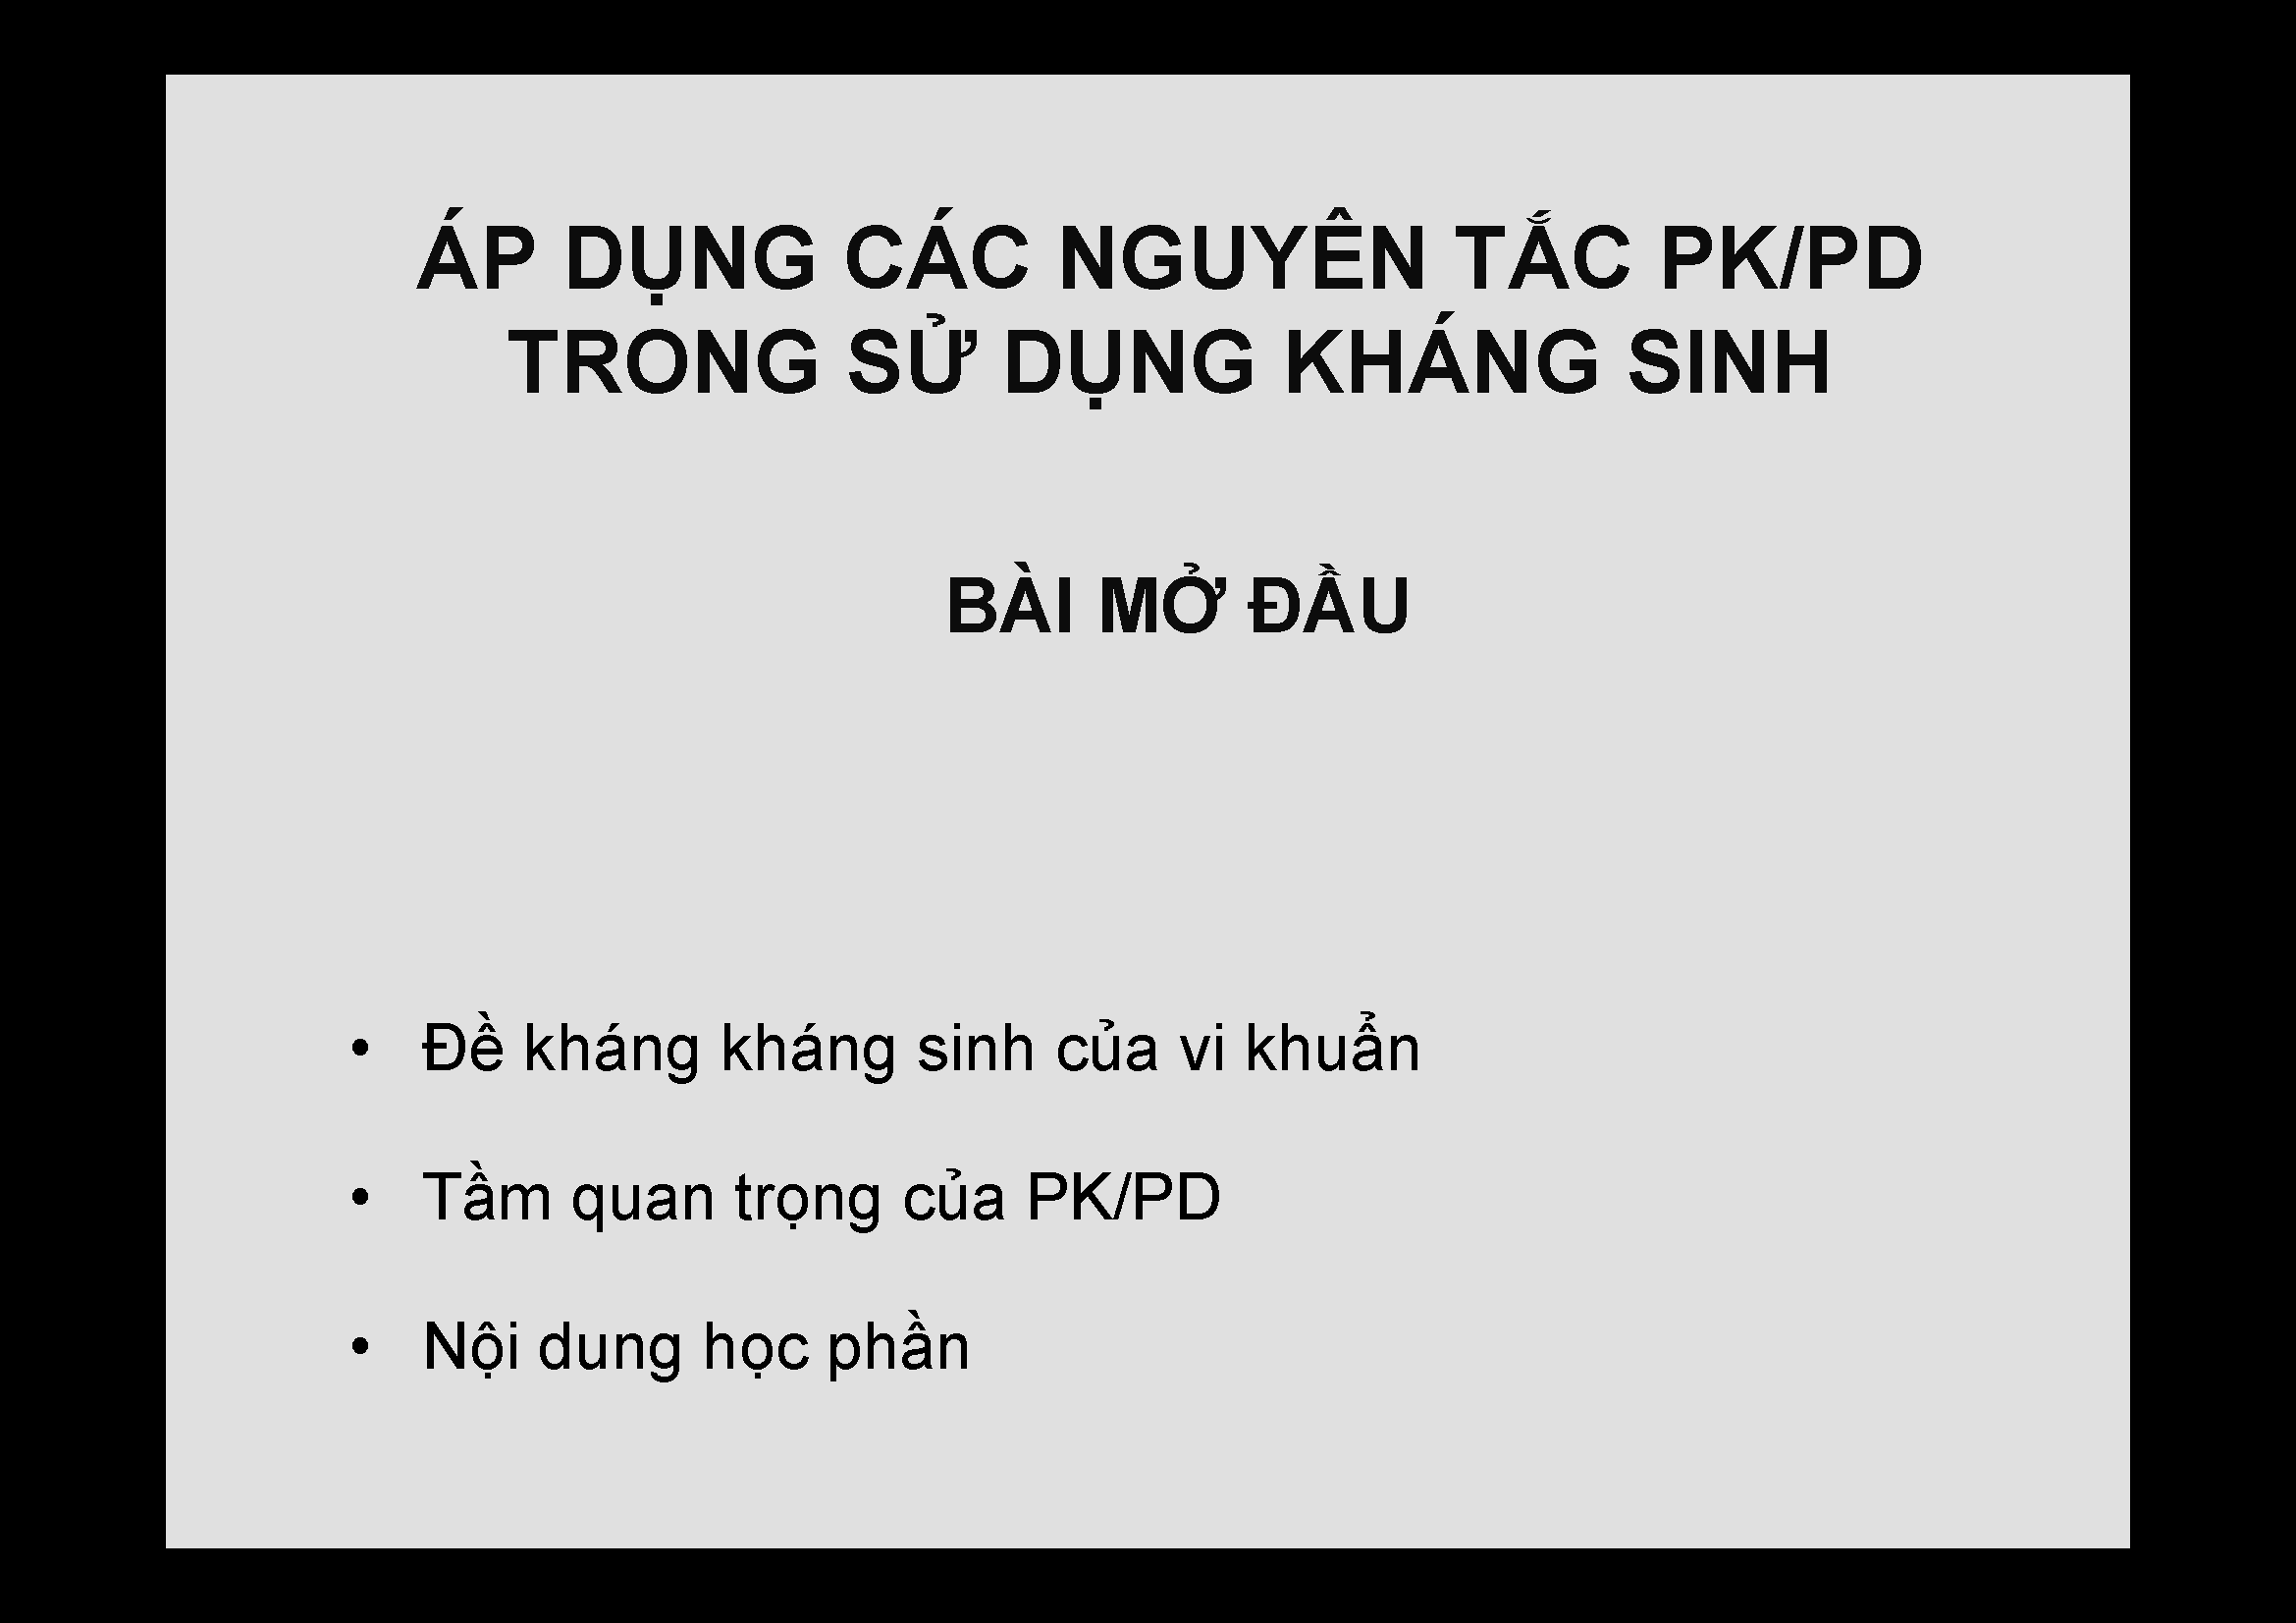 ÁP DỤNG CÁC NGUYÊN TẮC PK/PD
TRONG SỬ DỤNG KHÁNG SINH
BÀI MỞ ĐẦU
• Đề kháng kháng sinh của vi khuẩn
• Tầm quan trọng của PK/PD
• Nội dung học phần